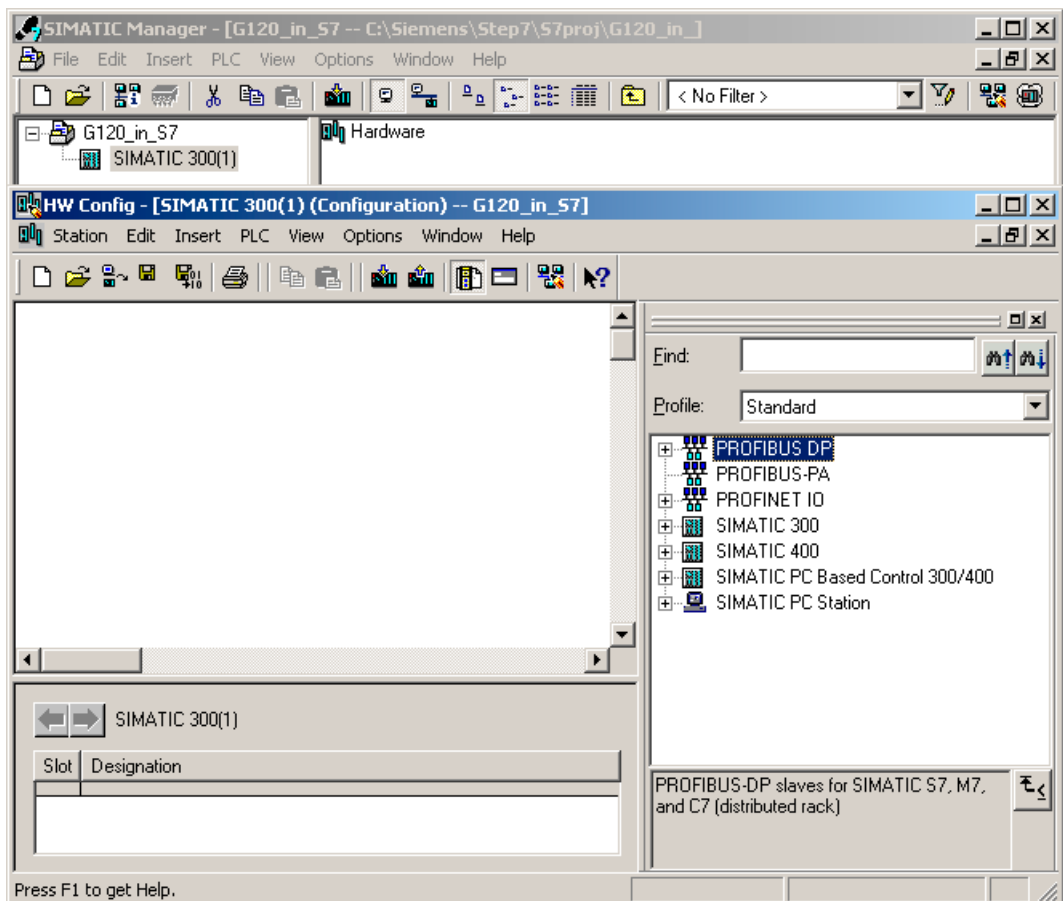 SIMATIC Manager - [G120_in_S7 -- C:\Siemens\Step7\S7proj\G120_in_]
File Edit Insert PLC View Options Window Help
< No Filter >
G120_in_S7
Hardware
SIMATIC 300(1)
HW Config - [SIMATIC 300(1) (Configuration) -- G120_in_S7]
Station Edit Insert PLC View Options Window Help
Find:
Profile: Standard
PROFIBUS DP
PROFIBUS-PA
PROFINET IO
SIMATIC 300
SIMATIC 400
SIMATIC PC Based Control 300/400
SIMATIC PC Station
SIMATIC 300(1)
Slot Designation
PROFIBUS-DP slaves for SIMATIC S7, M7,
and C7 (distributed rack)
Press F1 to get Help.